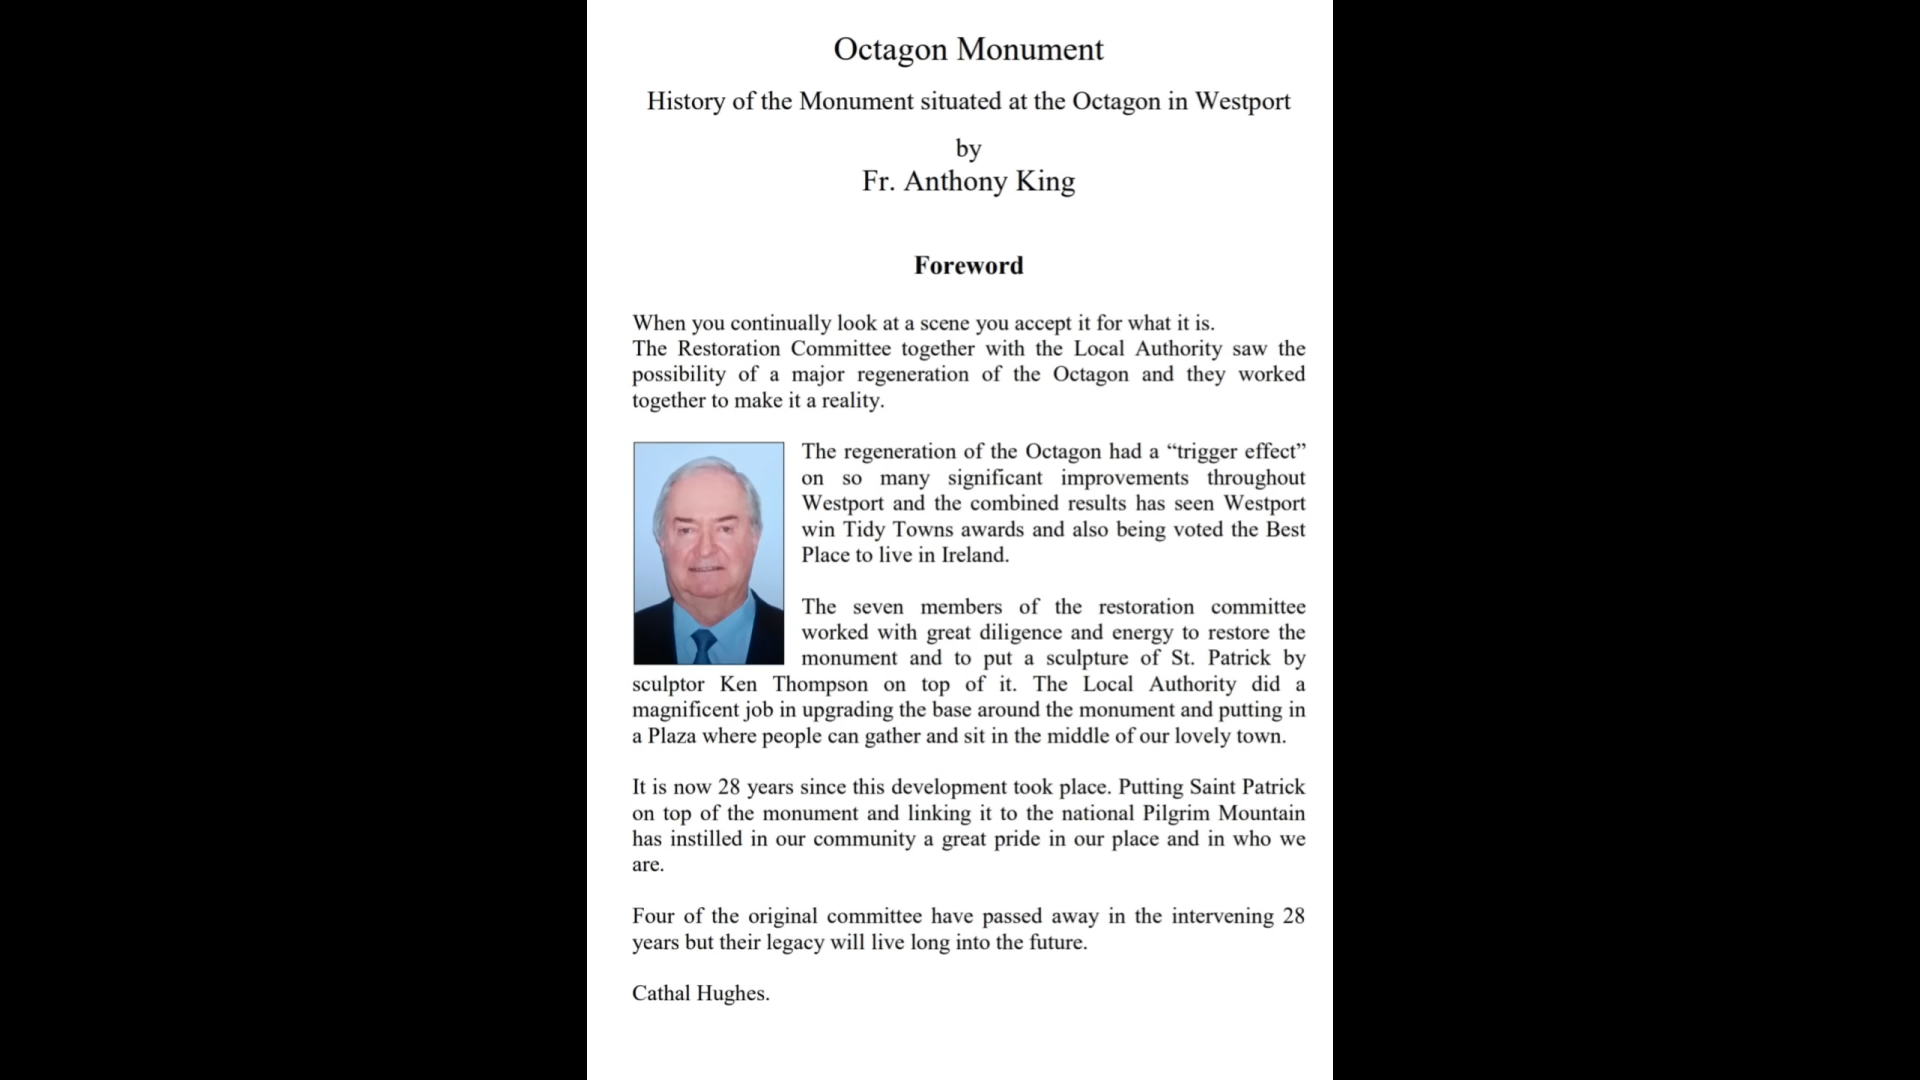 Octagon Monument
History of the Monument situated at the Octagon in Westport
by
Fr. Anthony King
Foreword
When you continually look at a scene you accept it for what it is.
The Restoration Committee together with the Local Authority saw the
possibility of a major regeneration of the Octagon and they worked
together to make it a reality.
The regeneration of the Octagon had a “trigger effect”
on so many significant improvements throughout
Westport and the combined results has seen Westport
win Tidy Towns awards and also being voted the Best
Place to live in Ireland.
The seven members of the restoration committee
worked with great diligence and energy to restore the
monument and to put a sculpture of St. Patrick by
sculptor Ken Thompson on top of it. The Local Authority did a
magnificent job in upgrading the base around the monument and putting in
a Plaza where people can gather and sit in the middle of our lovely town.
It is now 28 years since this development took place. Putting Saint Patrick
on top of the monument and linking it to the national Pilgrim Mountain
has instilled in our community a great pride in our place and in who we
are.
Four of the original committee have passed away in the intervening 28
years but their legacy will live long into the future.
Cathal Hughes.